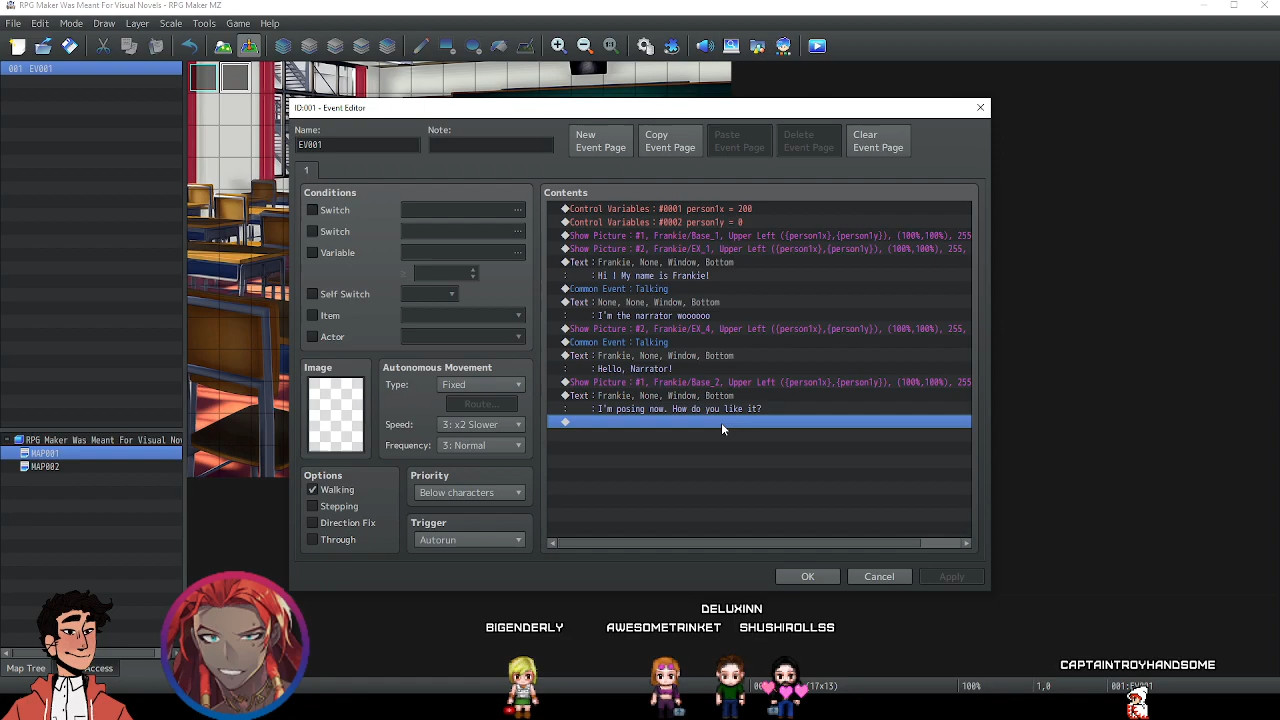 RPG Maker Was Meant For Visual Novels - RPG Maker MZ
File Edit Mode Draw Layer Scale Tools Game Help
001 EV001
ID:001 - Event Editor
Name:
Note:
EV001
New
Event Page
Copy
Event Page
Paste
Event Page
Delete
Event Page
Clear
Event Page
1
Conditions
Switch
Switch
Variable
≥
Self Switch
Item
Actor
Image
Autonomous Movement
Type:
Fixed
Route...
Speed:
3: x2 Slower
Frequency:
3: Normal
Options
Walking
Stepping
Direction Fix
Through
Priority
Below characters
Trigger
Autorun
Contents
◆Control Variables : #0001 person1x = 200
◆Control Variables : #0002 person1y = 0
◆Show Picture : #1, Frankie/Base_1, Upper Left ({person1x},{person1y}), (100%,100%), 255
◆Show Picture : #2, Frankie/EX_1, Upper Left ({person1x},{person1y}), (100%,100%), 255,
◆Text : Frankie, None, Window, Bottom
: : Hi ! My name is Frankie!
◆Common Event : Talking
◆Text : None, None, Window, Bottom
: : I'm the narrator woooooo
◆Show Picture : #2, Frankie/EX_4, Upper Left ({person1x},{person1y}), (100%,100%), 255,
◆Common Event : Talking
◆Text : Frankie, None, Window, Bottom
: : Hello, Narrator!
◆Show Picture : #1, Frankie/Base_2, Upper Left ({person1x},{person1y}), (100%,100%), 255
◆Text : Frankie, None, Window, Bottom
: : I'm posing now. How do you like it?
◆
OK
Cancel
Apply
RPG Maker Was Meant For Visual Nov
MAP001
MAP002
Map Tree
Access
DELUXINN
BIGENDERLY
AWESOMETRINKET
SHUSHIROLLSS
CAPTAINTROYHANDSOME
(17x13)
100%
1,0
001:EV001